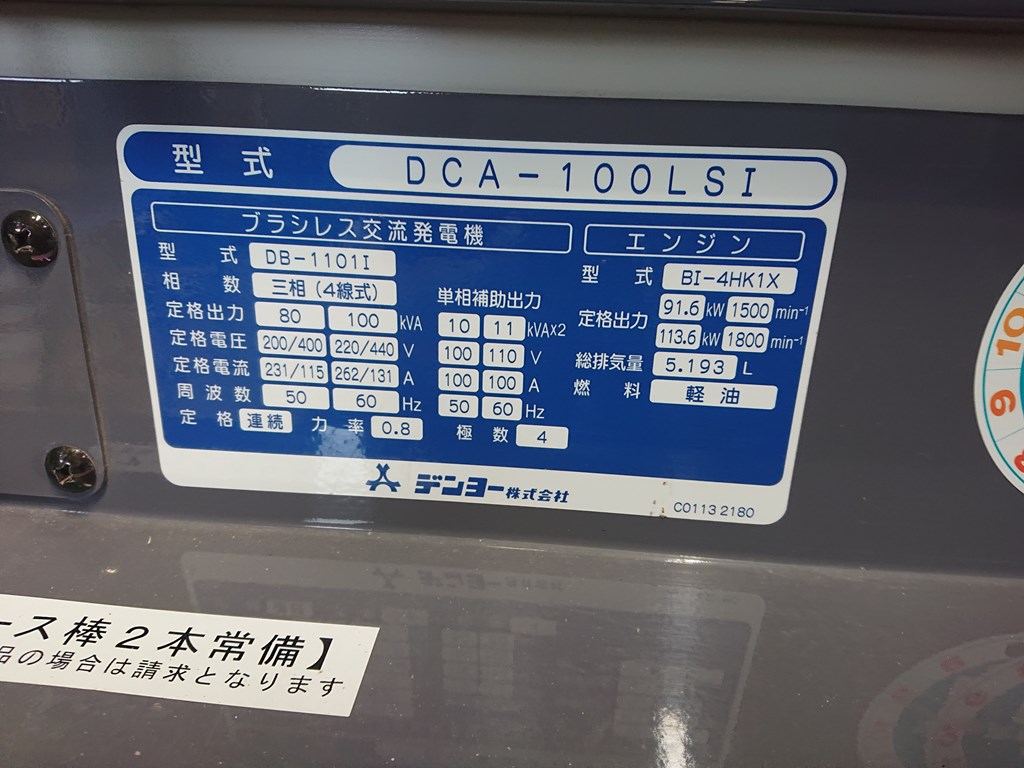 型 式 DCA-100LSI
ブラシレス交流発電機
型 式 DB-1101I
相 数 三相(4線式)
定格出力 80 100 kVA
定格電圧 200/400 220/440 V
定格電流 231/115 262/131 A
周波数 50 60 Hz
定 格 連続 力 率 0.8 極 数 4
単相補助出力
10 11 kVA×2
100 110 V
100 100 A
50 60 Hz
エンジン
型 式 BI-4HK1X
定格出力 91.6 kW 1500 min⁻¹
113.6 kW 1800 min⁻¹
総排気量 5.193 L
燃 料 軽油
デンヨー株式会社
C01132180
10
9
ース棒2本常備】
品の場合は請求となります